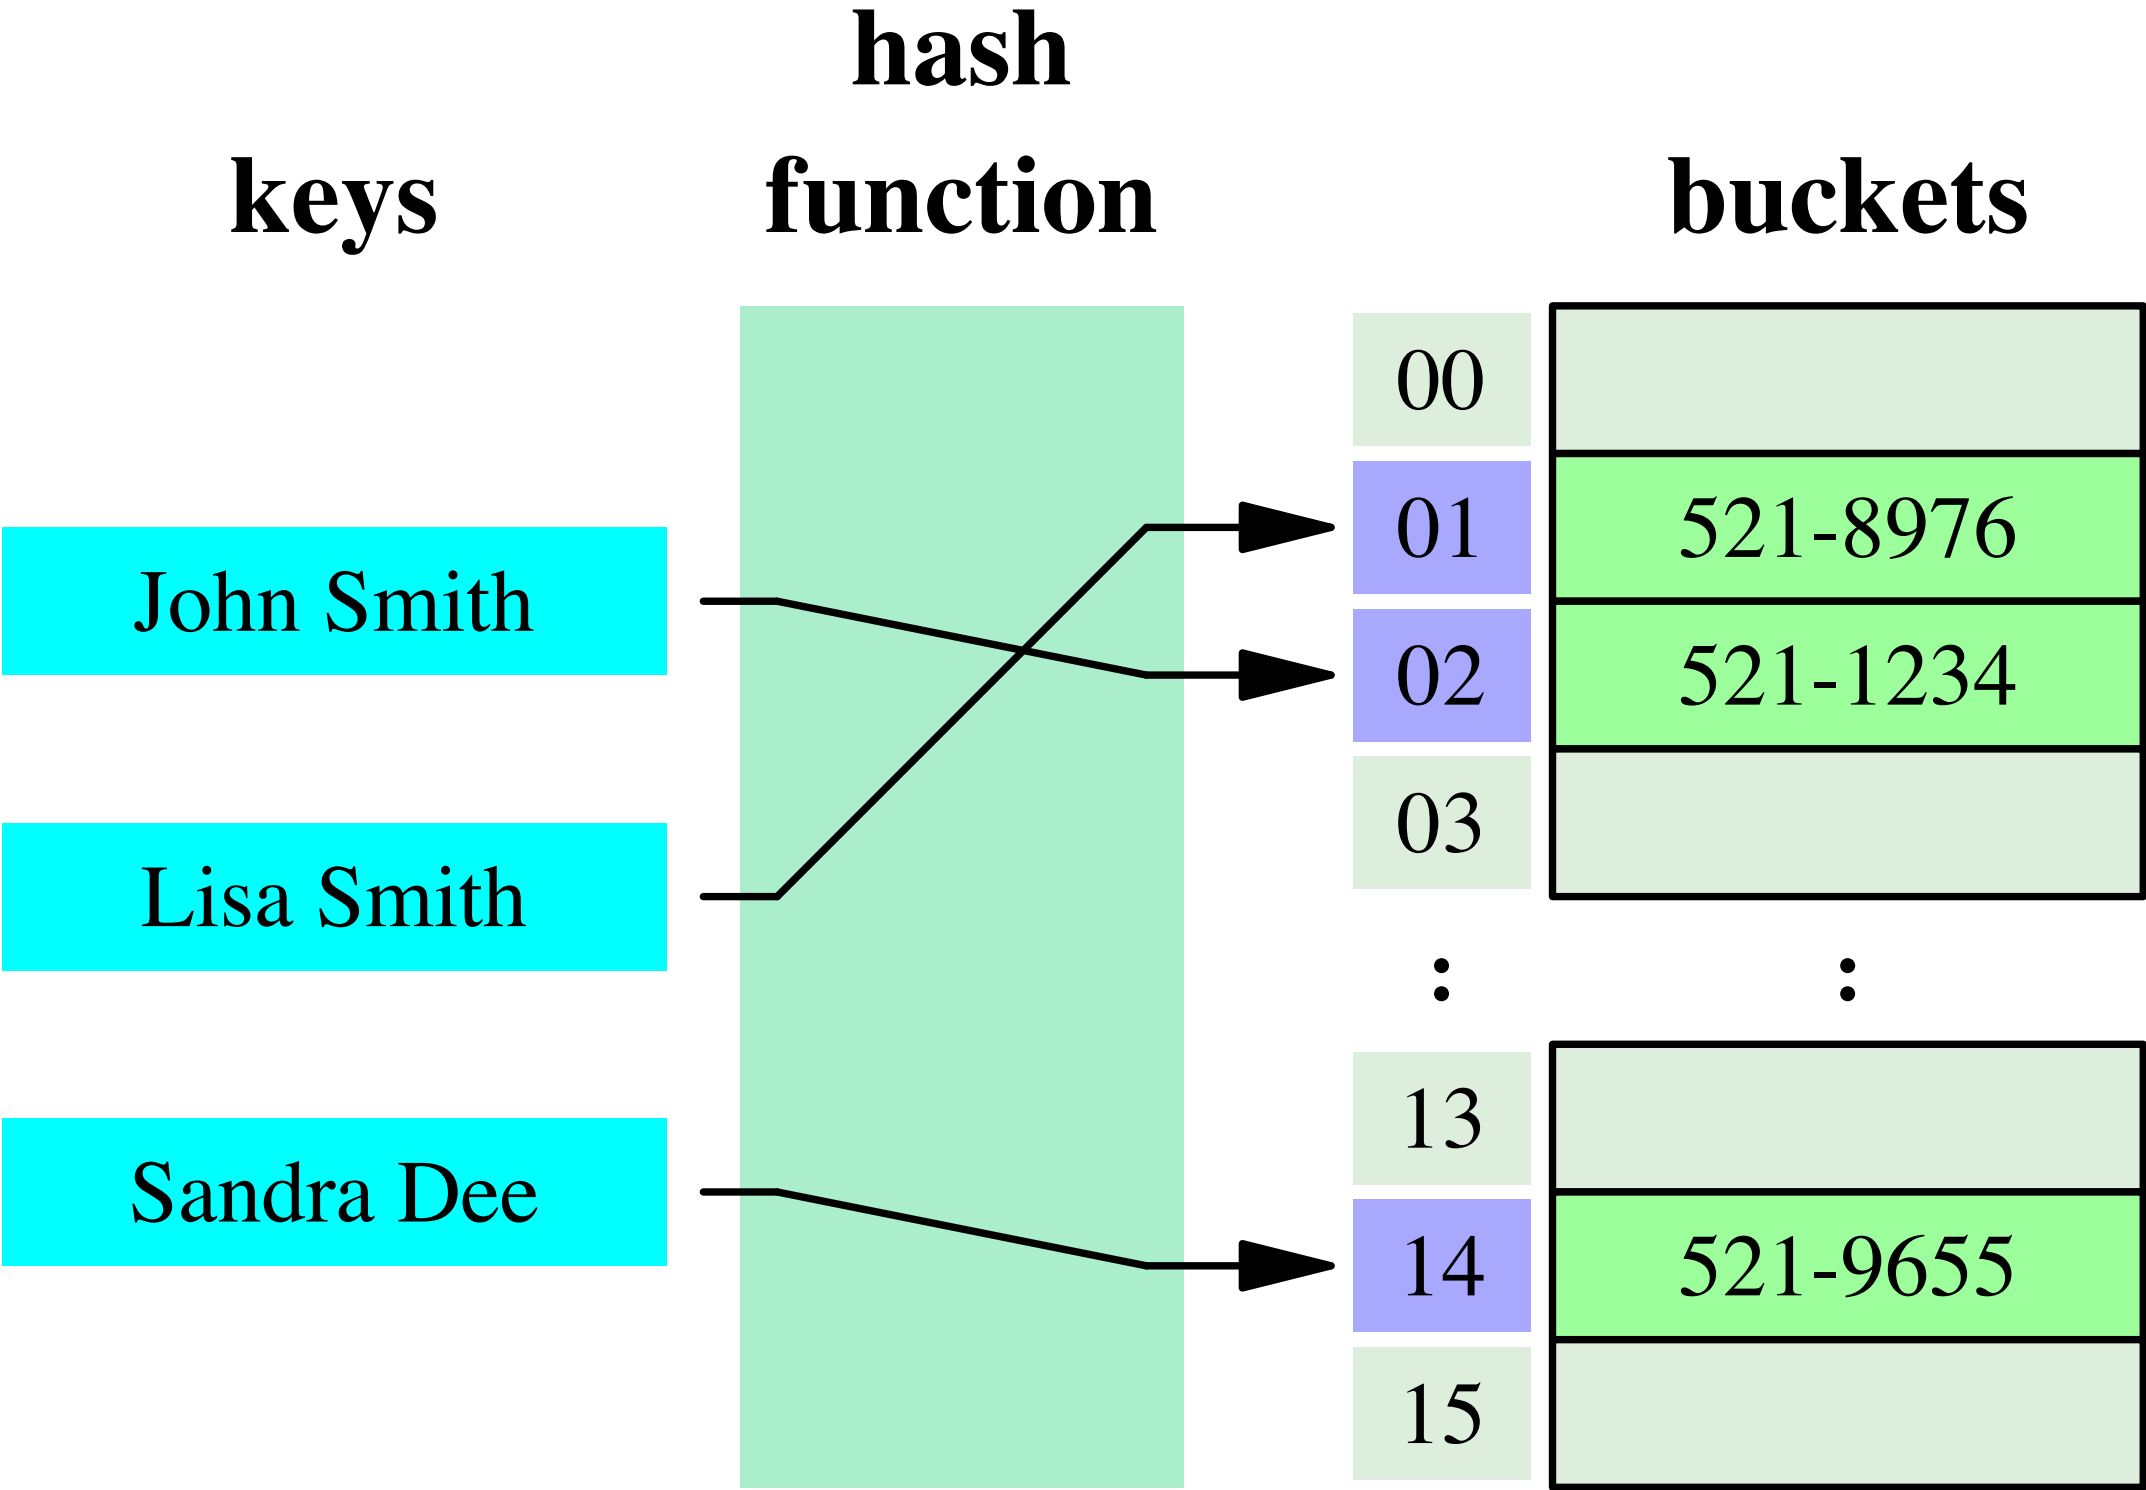 hash
keys function buckets
00
01 521-8976
John Smith
02 521-1234
03
Lisa Smith
: :
13
Sandra Dee
14 521-9655
15